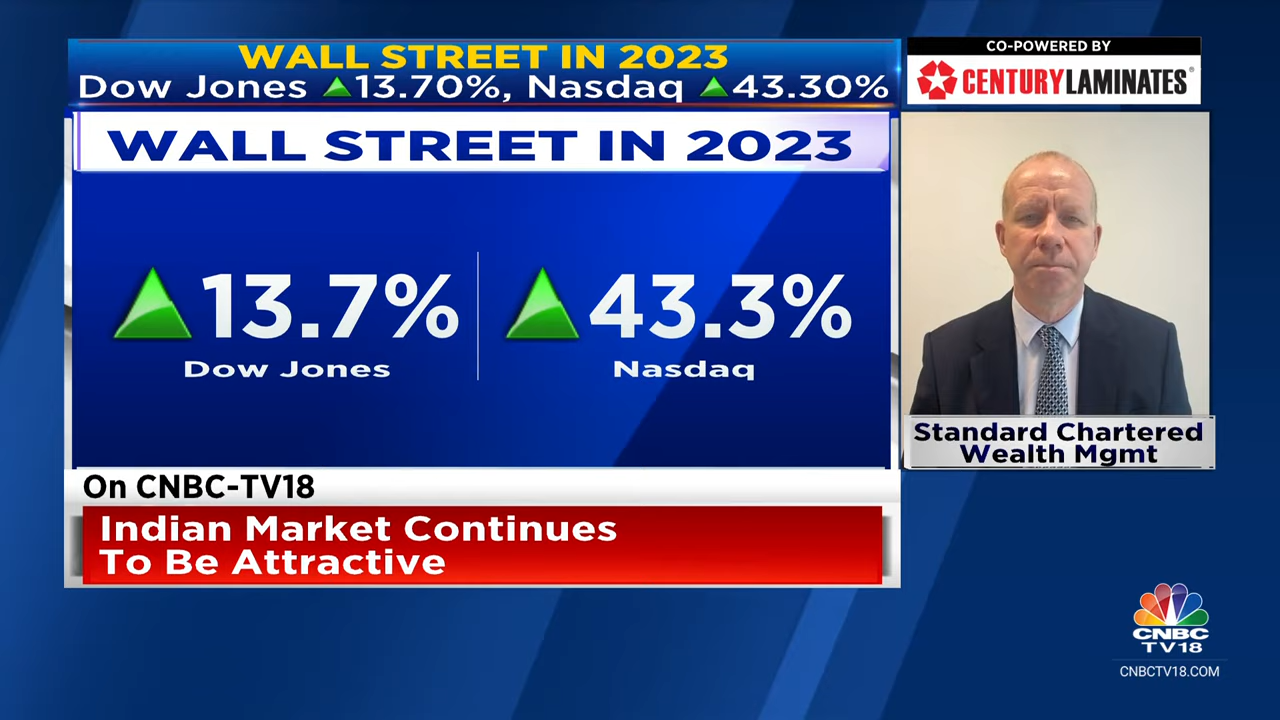 WALL STREET IN 2023
Dow Jones ▲13.70%, Nasdaq ▲43.30%
CO-POWERED BY
CENTURYLAMINATES®
WALL STREET IN 2023
▲13.7%
Dow Jones
▲43.3%
Nasdaq
Standard Chartered
Wealth Mgmt
On CNBC-TV18
Indian Market Continues
To Be Attractive
CNBC
TV18
CNBCTV18.COM